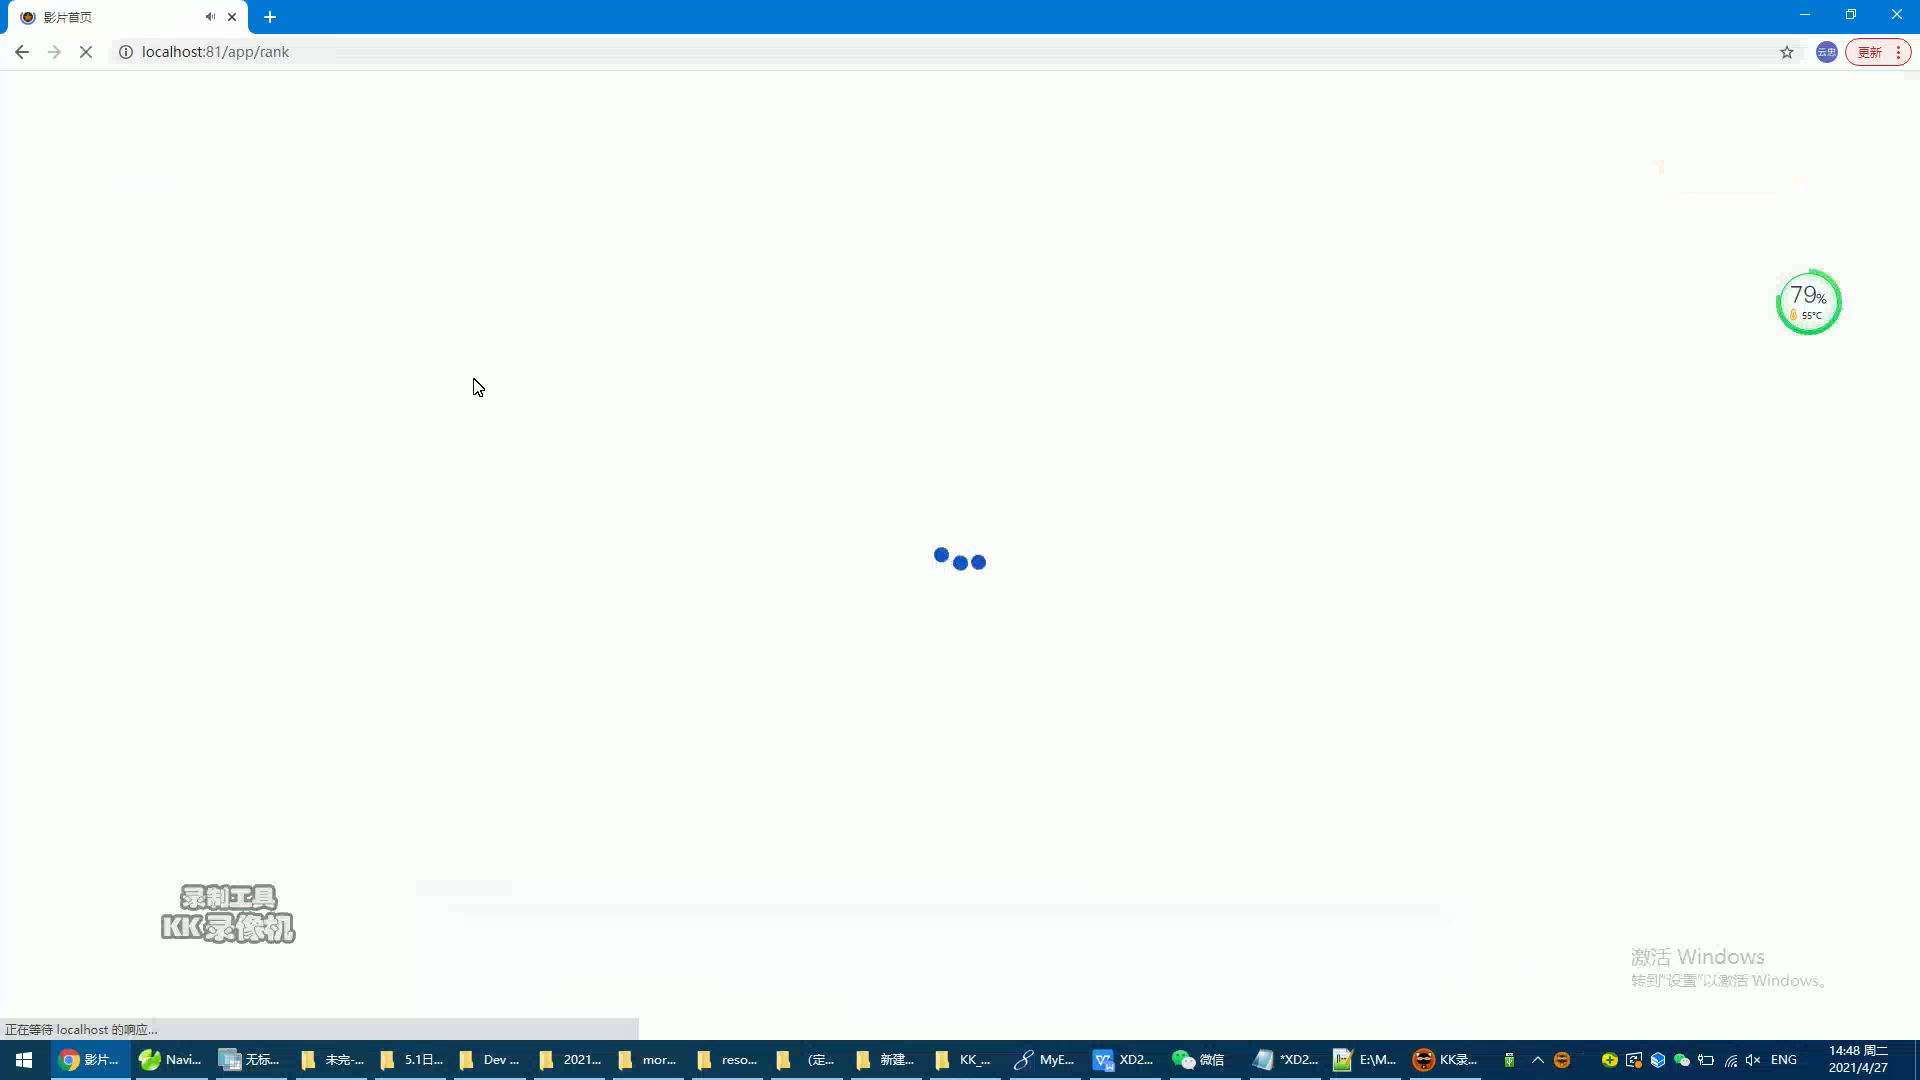 影片首页
localhost:81/app/rank
云忠
更新
79%
55°C
录制工具
KK 录像机
激活 Windows
转到"设置"以激活 Windows。
正在等待 localhost 的响应...
影片...
Navi...
无标...
未完-...
5.1日...
Dev ...
2021...
mor...
reso...
(定...
新建...
KK_...
MyE...
XD2...
微信
*XD2...
E:\M...
KK录...
ENG
14:48 周二
2021/4/27